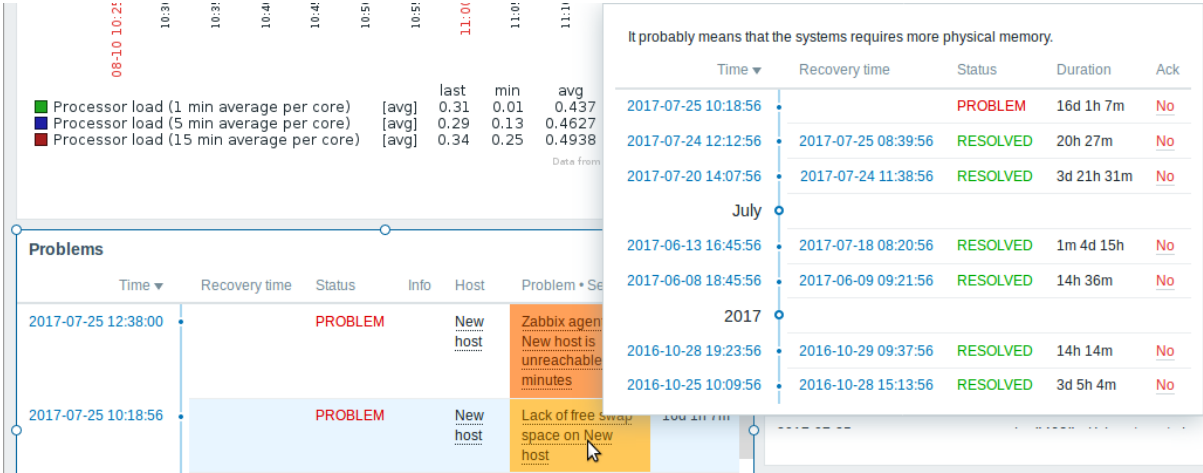 08-10 10:25
11:00
last min avg
Processor load (1 min average per core) [avg] 0.31 0.01 0.437
Processor load (5 min average per core) [avg] 0.29 0.13 0.4627
Processor load (15 min average per core) [avg] 0.34 0.25 0.4938
Data from
Problems
Time ▼ Recovery time Status Info Host Problem • Se
2017-07-25 12:38:00 PROBLEM New host Zabbix agen
New host is
unreachable
minutes
2017-07-25 10:18:56 PROBLEM New host Lack of free swap 16d 1h 7m
space on New
host
It probably means that the systems requires more physical memory.
Time ▼ Recovery time Status Duration Ack
2017-07-25 10:18:56 PROBLEM 16d 1h 7m No
2017-07-24 12:12:56 2017-07-25 08:39:56 RESOLVED 20h 27m No
2017-07-20 14:07:56 2017-07-24 11:38:56 RESOLVED 3d 21h 31m No
July
2017-06-13 16:45:56 2017-07-18 08:20:56 RESOLVED 1m 4d 15h No
2017-06-08 18:45:56 2017-06-09 09:21:56 RESOLVED 14h 36m No
2017
2016-10-28 19:23:56 2016-10-29 09:37:56 RESOLVED 14h 14m No
2016-10-25 10:09:56 2016-10-28 15:13:56 RESOLVED 3d 5h 4m No